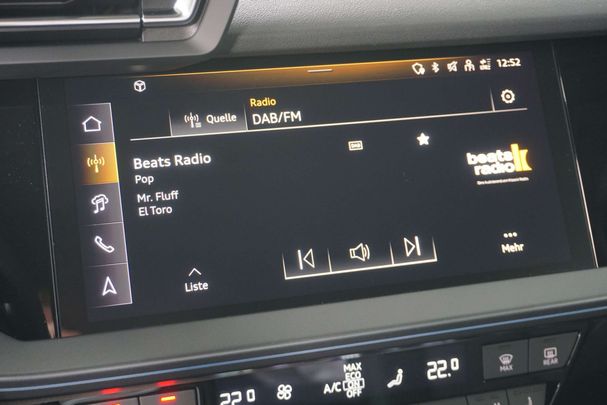 12:52
Radio
Quelle
DAB/FM
Beats Radio
Pop
Mr. Fluff
El Toro
beats
radio
Mehr
Liste
MAX
REAR
22.0
A/C
MAX
ECO
ON
OFF
22.0